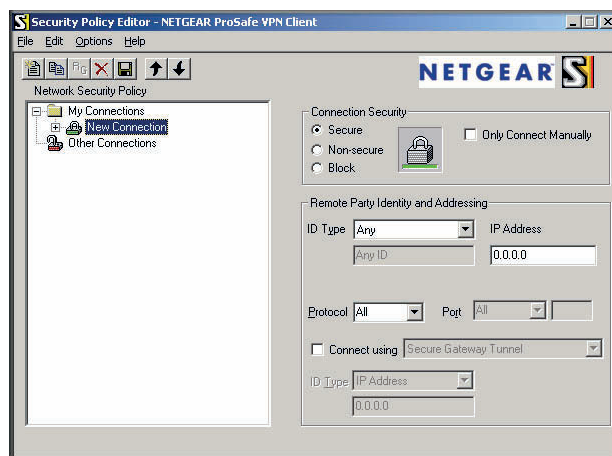 Security Policy Editor - NETGEAR ProSafe VPN Client
File Edit Options Help
NETGEAR S
Network Security Policy
My Connections
New Connection
Other Connections
Connection Security
Secure
Only Connect Manually
Non-secure
Block
Remote Party Identity and Addressing
ID Type Any IP Address
Any ID 0.0.0.0
Protocol All Port All
Connect using Secure Gateway Tunnel
ID Type IP Address
0.0.0.0